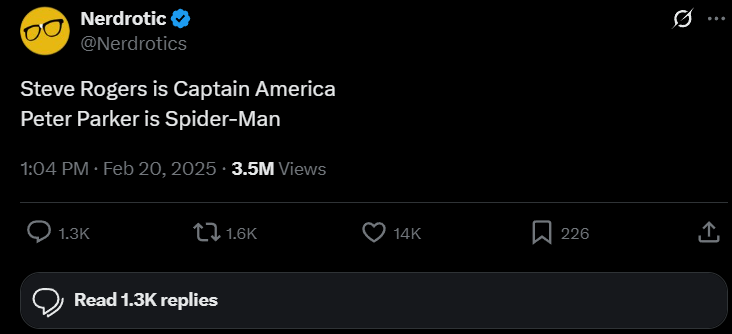 Nerdrotic
@Nerdrotics
Steve Rogers is Captain America
Peter Parker is Spider-Man
1:04 PM · Feb 20, 2025 · 3.5M Views
1.3K 1.6K 14K 226
Read 1.3K replies